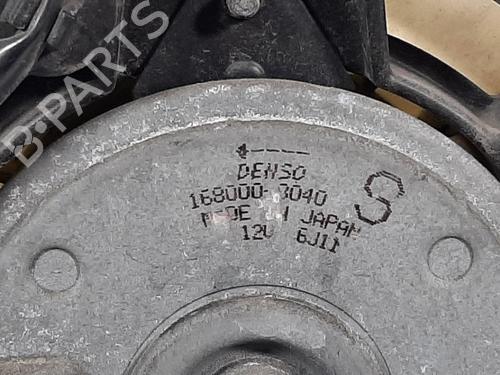 B-PARTS
DENSO
168000-3040
MADE IN JAPAN
12V 6J11
S